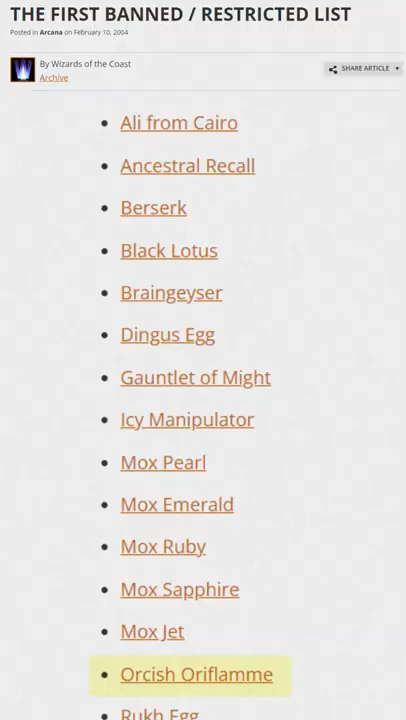 THE FIRST BANNED / RESTRICTED LIST
Posted in Arcana on February 10, 2004
By Wizards of the Coast
Archive
SHARE ARTICLE
Ali from Cairo
Ancestral Recall
Berserk
Black Lotus
Braingeyser
Dingus Egg
Gauntlet of Might
Icy Manipulator
Mox Pearl
Mox Emerald
Mox Ruby
Mox Sapphire
Mox Jet
Orcish Oriflamme
Rukh Egg